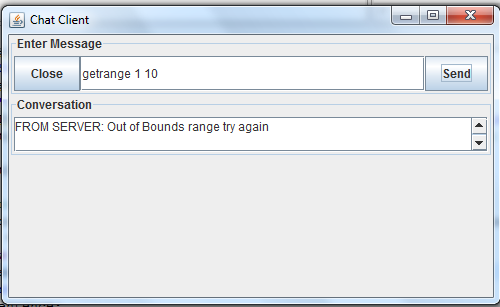 Chat Client
Enter Message
Close getrange 1 10 Send
Conversation
FROM SERVER: Out of Bounds range try again